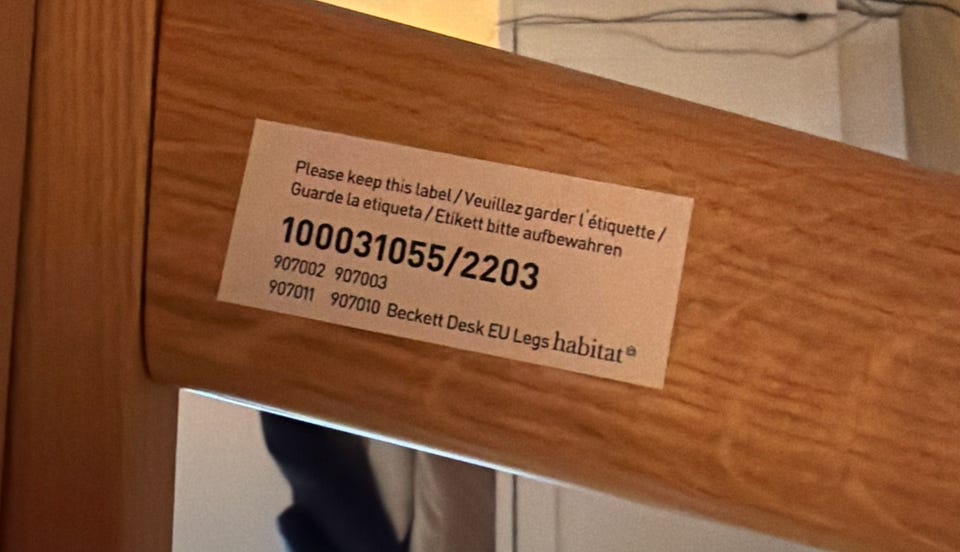 Please keep this label / Veuillez garder l'étiquette /
Guarde la etiqueta / Etikett bitte aufbewahren
100031055/2203
907002 907003
907011 907010 Beckett Desk EU Legs habitat